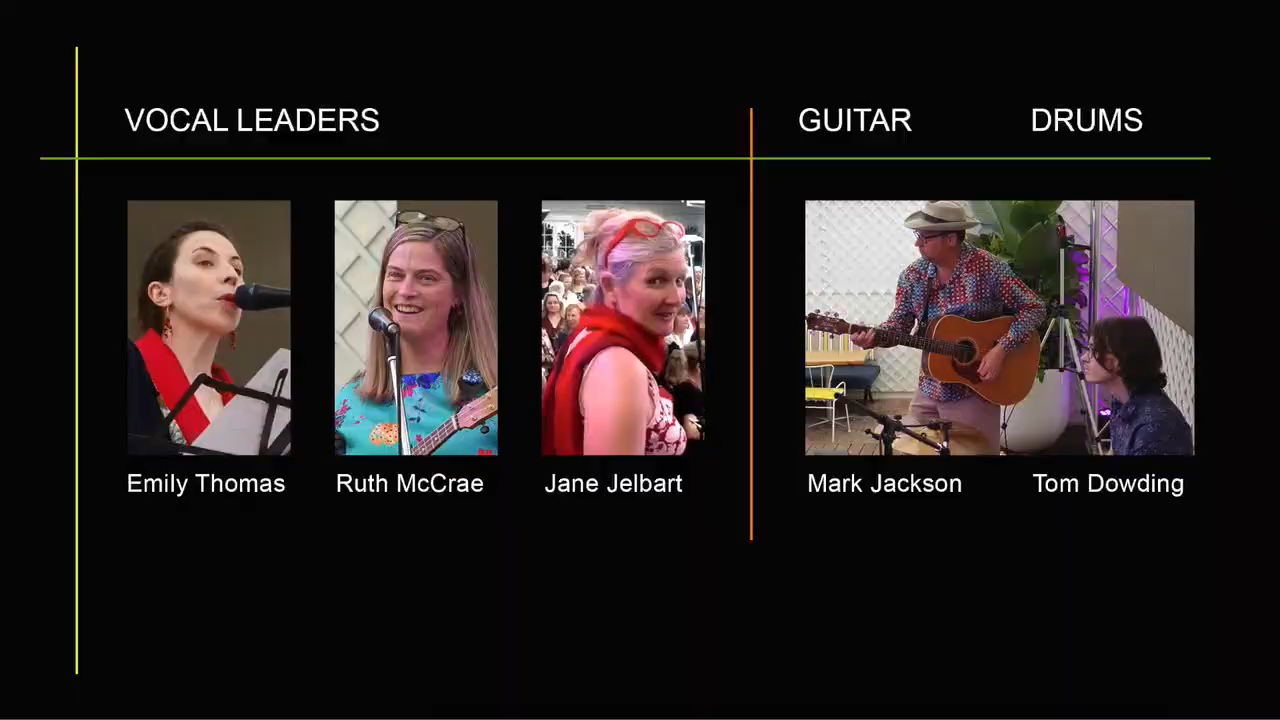 VOCAL LEADERS
GUITAR
DRUMS
Emily Thomas
Ruth McCrae
Jane Jelbart
Mark Jackson
Tom Dowding